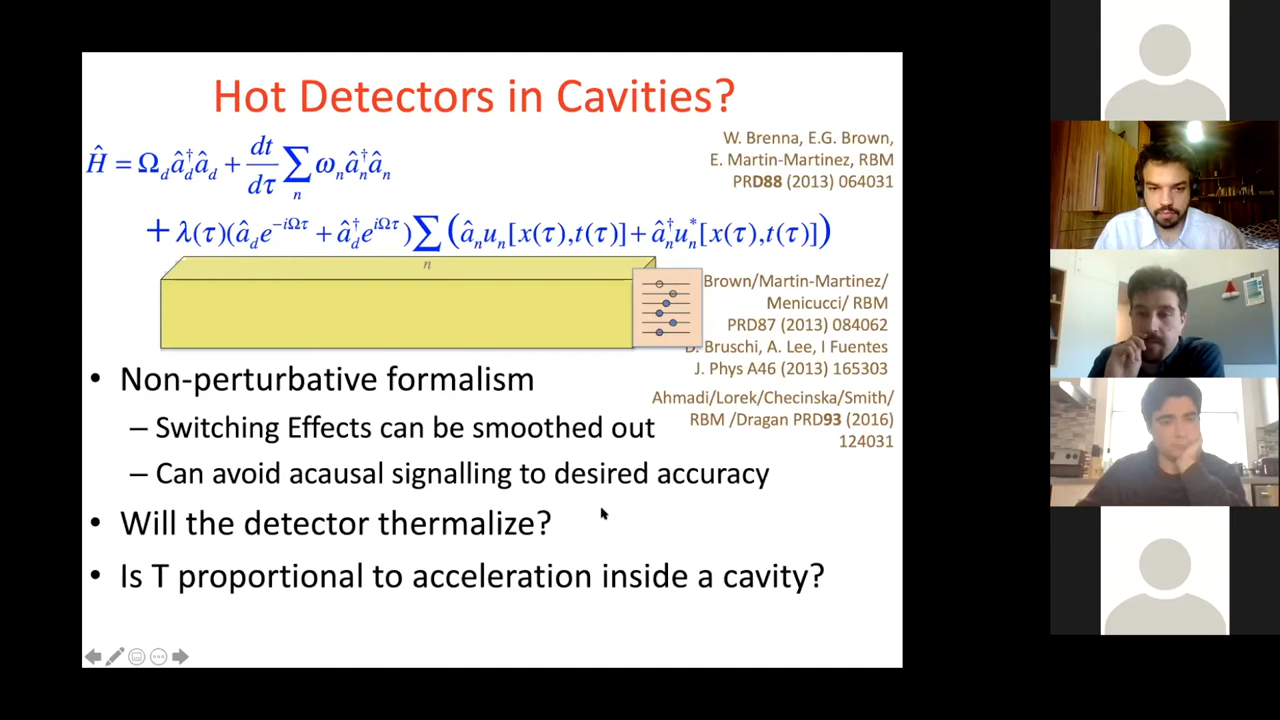 Hot Detectors in Cavities?
Ĥ = Ω_d â_d† â_d + dt/dτ ∑_n ω_n â_n† â_n
W. Brenna, E.G. Brown,
E. Martin-Martinez, RBM
PRD88 (2013) 064031
+ λ(τ)(â_d e^{-iΩτ} + â_d† e^{iΩτ}) ∑_n (â_n u_n[x(τ),t(τ)] + â_n† u_n*[x(τ),t(τ)])
Brown/Martin-Martinez/
Menicucci/ RBM
PRD87 (2013) 084062
D. Bruschi, A. Lee, I Fuentes
J. Phys A46 (2013) 165303
Ahmadi/Lorek/Checinska/Smith/
RBM /Dragan PRD93 (2016)
124031
• Non-perturbative formalism
– Switching Effects can be smoothed out
– Can avoid acausal signalling to desired accuracy
• Will the detector thermalize?
• Is T proportional to acceleration inside a cavity?